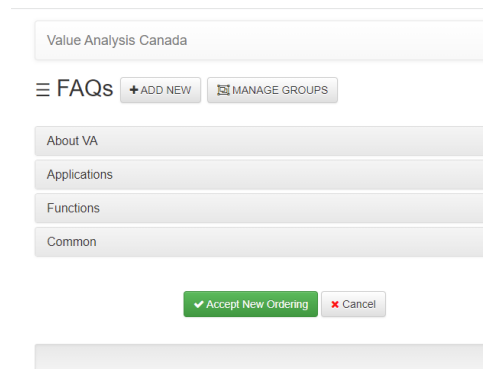 Value Analysis Canada
☰ FAQs + ADD NEW MANAGE GROUPS
About VA
Applications
Functions
Common
✔ Accept New Ordering ✖ Cancel